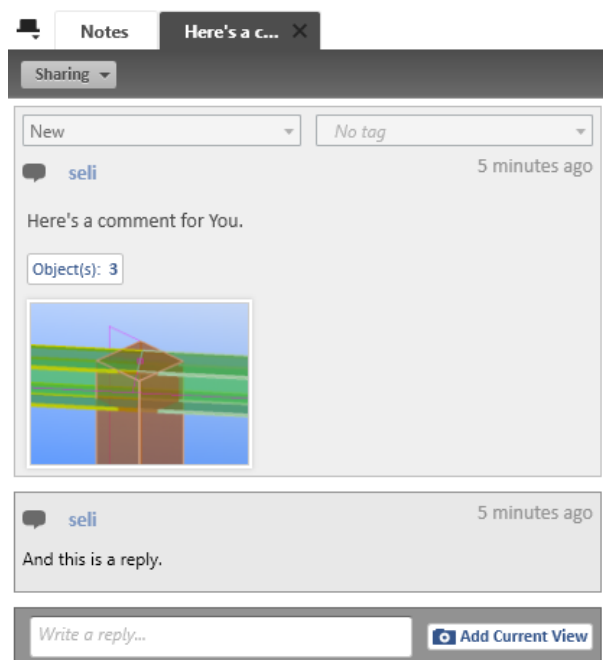 Notes Here's a c...
Sharing
New No tag
seli 5 minutes ago
Here's a comment for You.
Object(s): 3
seli 5 minutes ago
And this is a reply.
Write a reply... Add Current View